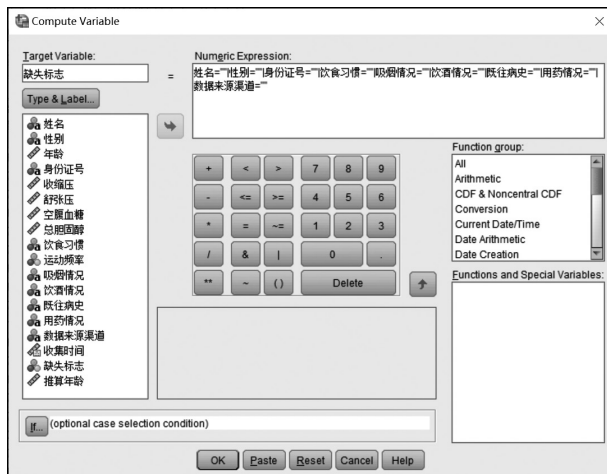 Compute Variable
Target Variable:
缺失标志
=
Numeric Expression:
姓名=""|性别=""|身份证号=""|饮食习惯=""|吸烟情况=""|饮酒情况=""|既往病史=""|用药情况=""|
数据来源渠道=""
Type & Label...
姓名
性别
年龄
身份证号
收缩压
舒张压
空腹血糖
总胆固醇
饮食习惯
运动频率
吸烟情况
饮酒情况
既往病史
用药情况
数据来源渠道
收集时间
缺失标志
推算年龄
+ < > 7 8 9
- <= >= 4 5 6
* = ~= 1 2 3
/ & | 0 .
** ~ () Delete
Function group:
All
Arithmetic
CDF & Noncentral CDF
Conversion
Current Date/Time
Date Arithmetic
Date Creation
Functions and Special Variables:
If... (optional case selection condition)
OK Paste Reset Cancel Help